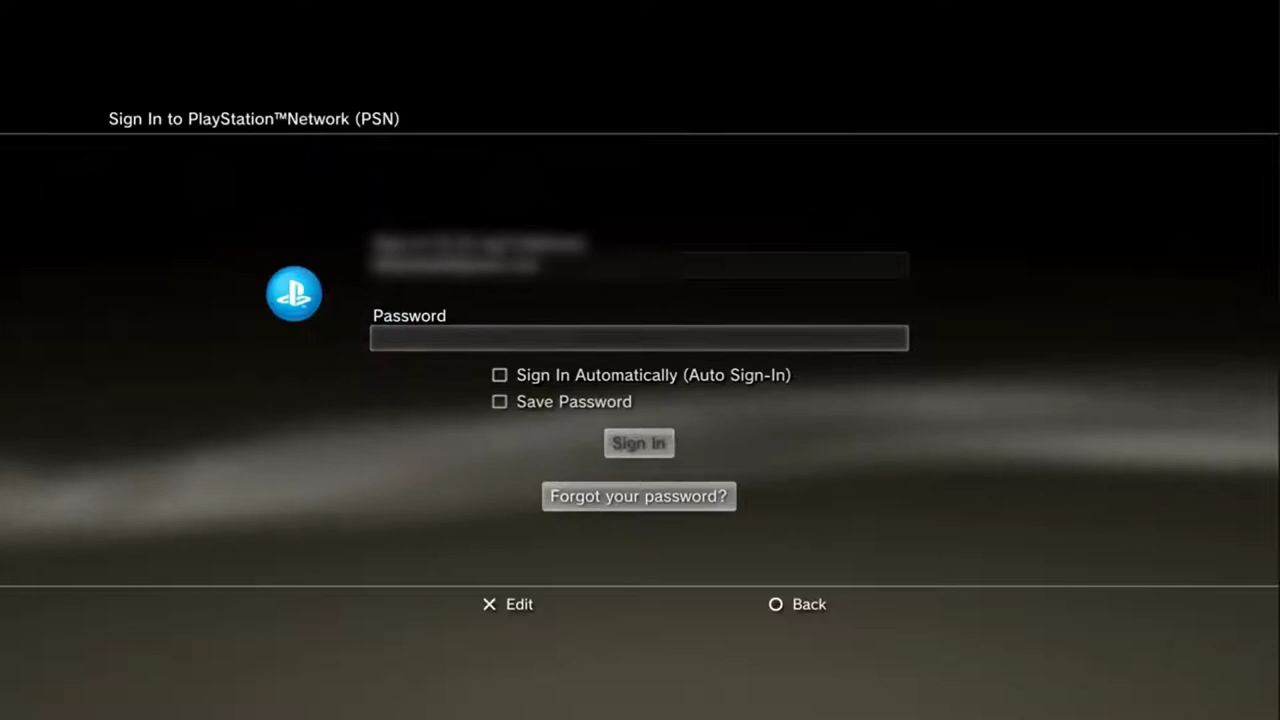 Sign In to PlayStation™Network (PSN)
Password
Sign In Automatically (Auto Sign-In)
Save Password
Sign In
Forgot your password?
Edit
Back